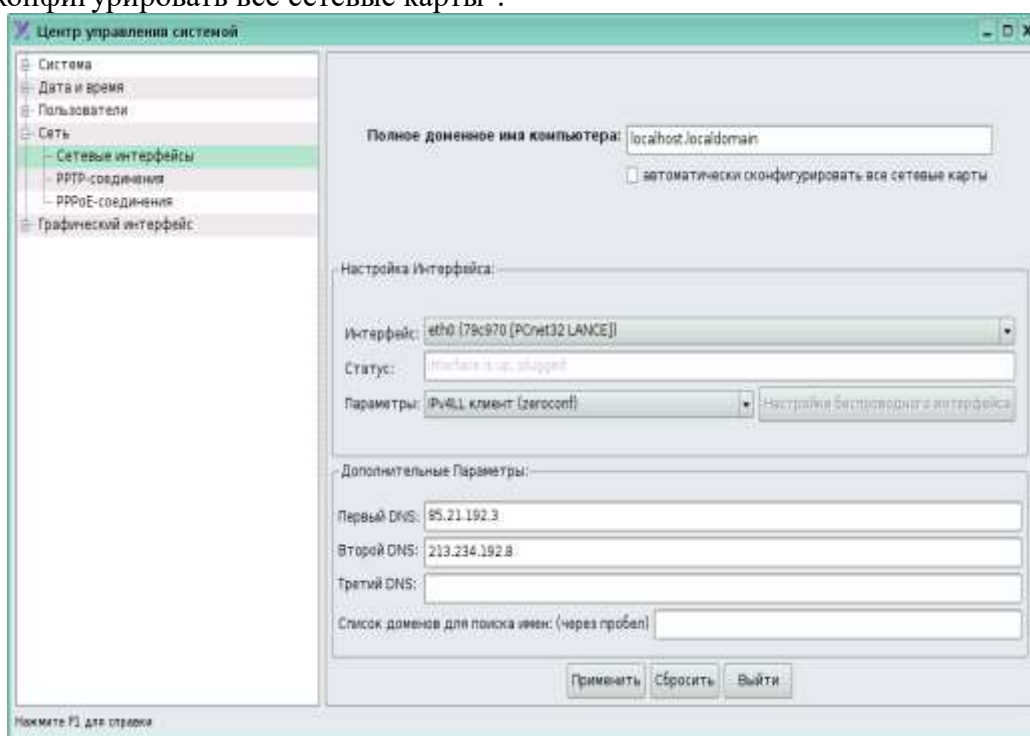 конфигурировать все сетевые карты".
Центр управления системой
Система
Дата и время
Пользователи
Сеть
Сетевые интерфейсы
PPTP-соединения
PPPoE-соединения
Графический интерфейс
Полное доменное имя компьютера: localhost.localdomain
автоматически сконфигурировать все сетевые карты
Настройка Интерфейса:
Интерфейс: eth0 (79c970 [PCnet32 LANCE])
Статус: interface is up, plugged
Параметры: IPv4LL клиент (zeroconf) Настройки беспроводного интерфейса
Дополнительные Параметры:
Первый DNS: 85.21.192.3
Второй DNS: 213.234.192.8
Третий DNS:
Список доменов для поиска имен: (через пробел)
Применить Сбросить Выйти
Нажмите F1 для справки